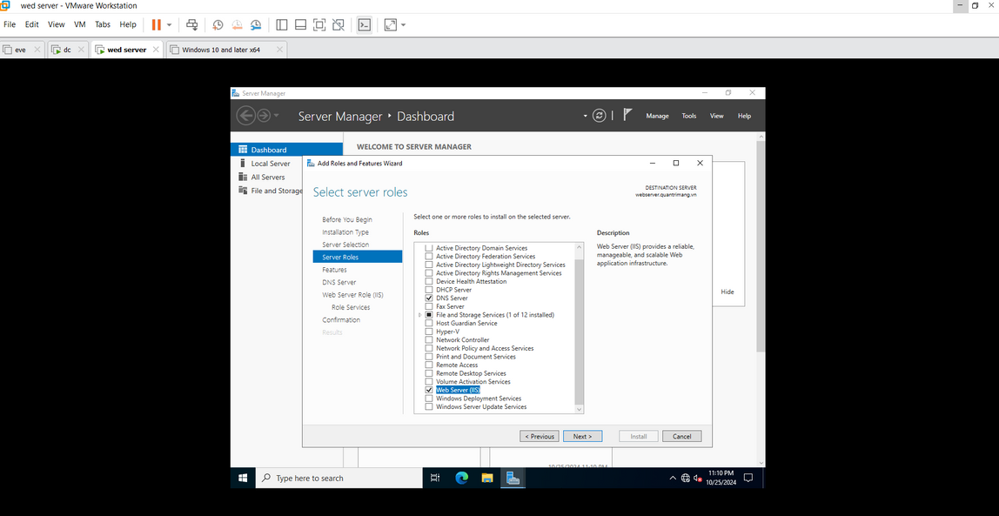 wed server - VMware Workstation
File Edit View VM Tabs Help
eve dc wed server Windows 10 and later x64
Server Manager
Server Manager • Dashboard
Manage Tools View Help
Dashboard
Local Server
All Servers
File and Storage
WELCOME TO SERVER MANAGER
Add Roles and Features Wizard
Select server roles
DESTINATION SERVER
webserver.quantrimang.vn
Before You Begin
Installation Type
Server Selection
Server Roles
Features
DNS Server
Web Server Role (IIS)
Role Services
Confirmation
Results
Select one or more roles to install on the selected server.
Roles
Active Directory Domain Services
Active Directory Federation Services
Active Directory Lightweight Directory Services
Active Directory Rights Management Services
Device Health Attestation
DHCP Server
DNS Server
Fax Server
File and Storage Services (1 of 12 installed)
Host Guardian Service
Hyper-V
Network Controller
Network Policy and Access Services
Print and Document Services
Remote Access
Remote Desktop Services
Volume Activation Services
Web Server (IIS)
Windows Deployment Services
Windows Server Update Services
Description
Web Server (IIS) provides a reliable,
manageable, and scalable Web
application infrastructure.
Hide
< Previous Next > Install Cancel
10/25/2024 11:10 PM
Type here to search
11:10 PM
10/25/2024